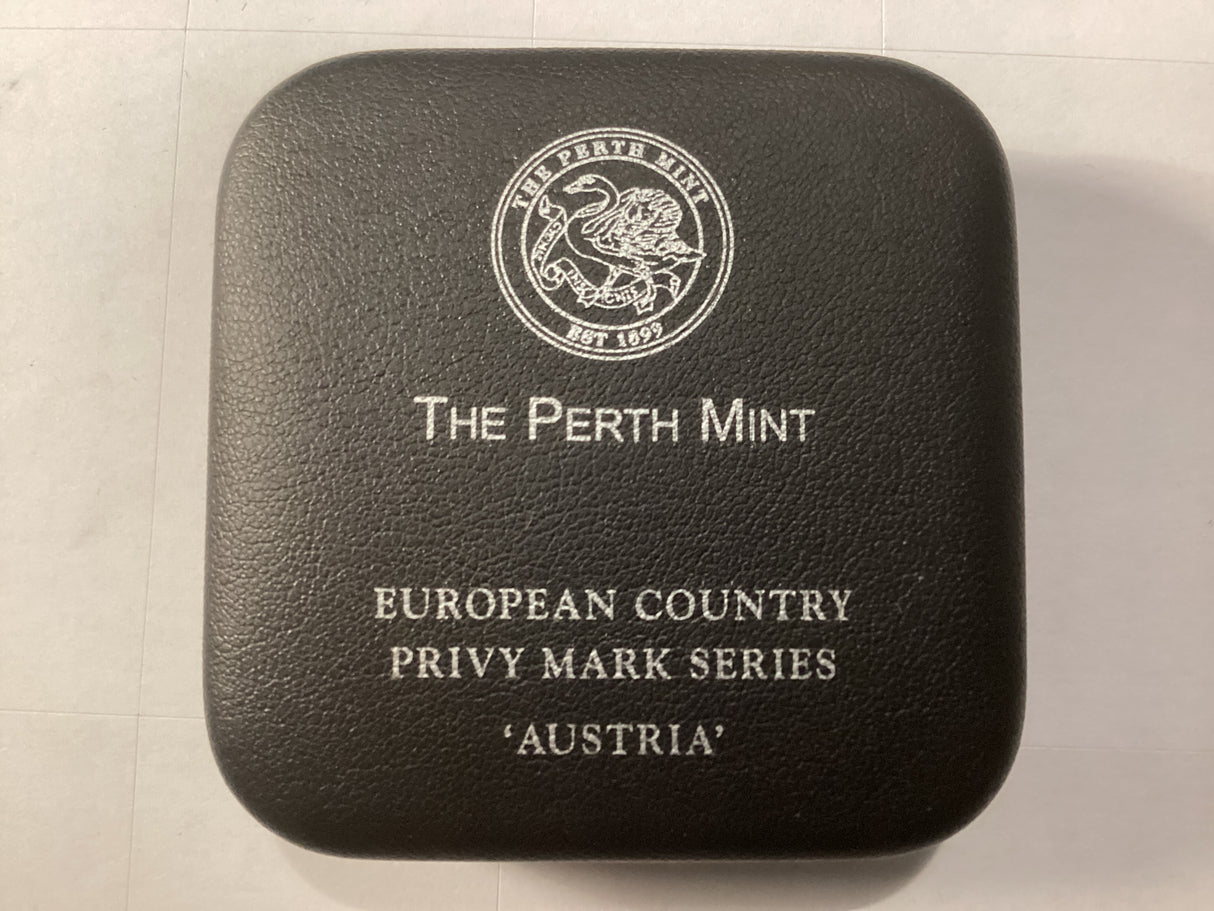 THE PERTH MINT
EST 1899
THE PERTH MINT
EUROPEAN COUNTRY
PRIVY MARK SERIES
‘AUSTRIA’